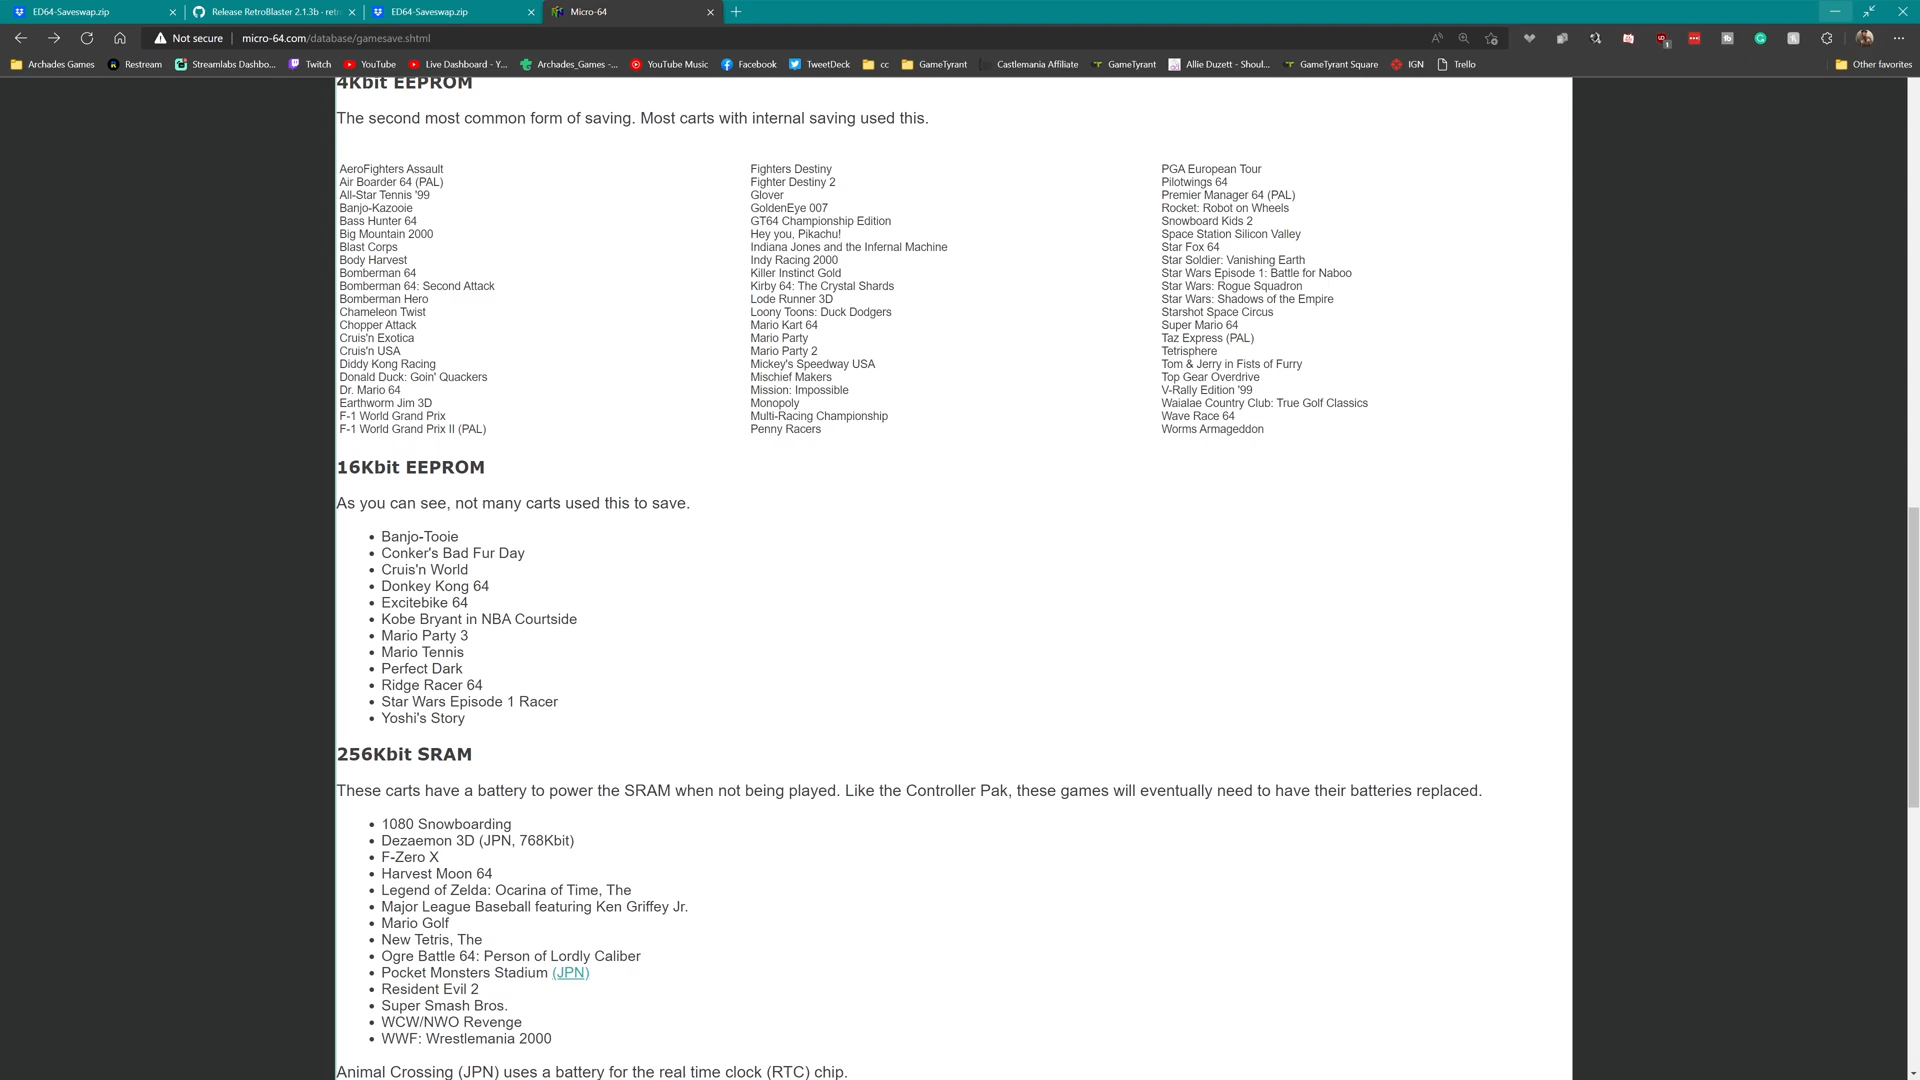 ED64-Saveswap.zip
Release RetroBlaster 2.1.3b · retr
ED64-Saveswap.zip
Micro-64
Not secure
micro-64.com/database/gamesave.shtml
Archades Games
Restream
Streamlabs Dashbo...
Twitch
YouTube
Live Dashboard - Y...
Archades_Games -...
YouTube Music
Facebook
TweetDeck
cc
GameTyrant
Castlemania Affiliate
GameTyrant
Allie Duzett - Shoul...
GameTyrant Square
IGN
Trello
Other favorites
4Kbit EEPROM
The second most common form of saving. Most carts with internal saving used this.
AeroFighters Assault
Air Boarder 64 (PAL)
All-Star Tennis '99
Banjo-Kazooie
Bass Hunter 64
Big Mountain 2000
Blast Corps
Body Harvest
Bomberman 64
Bomberman 64: Second Attack
Bomberman Hero
Chameleon Twist
Chopper Attack
Cruis'n Exotica
Cruis'n USA
Diddy Kong Racing
Donald Duck: Goin' Quackers
Dr. Mario 64
Earthworm Jim 3D
F-1 World Grand Prix
F-1 World Grand Prix II (PAL)
Fighters Destiny
Fighter Destiny 2
Glover
GoldenEye 007
GT64 Championship Edition
Hey you, Pikachu!
Indiana Jones and the Infernal Machine
Indy Racing 2000
Killer Instinct Gold
Kirby 64: The Crystal Shards
Lode Runner 3D
Loony Toons: Duck Dodgers
Mario Kart 64
Mario Party
Mario Party 2
Mickey's Speedway USA
Mischief Makers
Mission: Impossible
Monopoly
Multi-Racing Championship
Penny Racers
PGA European Tour
Pilotwings 64
Premier Manager 64 (PAL)
Rocket: Robot on Wheels
Snowboard Kids 2
Space Station Silicon Valley
Star Fox 64
Star Soldier: Vanishing Earth
Star Wars Episode 1: Battle for Naboo
Star Wars: Rogue Squadron
Star Wars: Shadows of the Empire
Starshot Space Circus
Super Mario 64
Taz Express (PAL)
Tetrisphere
Tom & Jerry in Fists of Furry
Top Gear Overdrive
V-Rally Edition '99
Waialae Country Club: True Golf Classics
Wave Race 64
Worms Armageddon
16Kbit EEPROM
As you can see, not many carts used this to save.
• Banjo-Tooie
• Conker's Bad Fur Day
• Cruis'n World
• Donkey Kong 64
• Excitebike 64
• Kobe Bryant in NBA Courtside
• Mario Party 3
• Mario Tennis
• Perfect Dark
• Ridge Racer 64
• Star Wars Episode 1 Racer
• Yoshi's Story
256Kbit SRAM
These carts have a battery to power the SRAM when not being played. Like the Controller Pak, these games will eventually need to have their batteries replaced.
• 1080 Snowboarding
• Dezaemon 3D (JPN, 768Kbit)
• F-Zero X
• Harvest Moon 64
• Legend of Zelda: Ocarina of Time, The
• Major League Baseball featuring Ken Griffey Jr.
• Mario Golf
• New Tetris, The
• Ogre Battle 64: Person of Lordly Caliber
• Pocket Monsters Stadium (JPN)
• Resident Evil 2
• Super Smash Bros.
• WCW/NWO Revenge
• WWF: Wrestlemania 2000
Animal Crossing (JPN) uses a battery for the real time clock (RTC) chip.